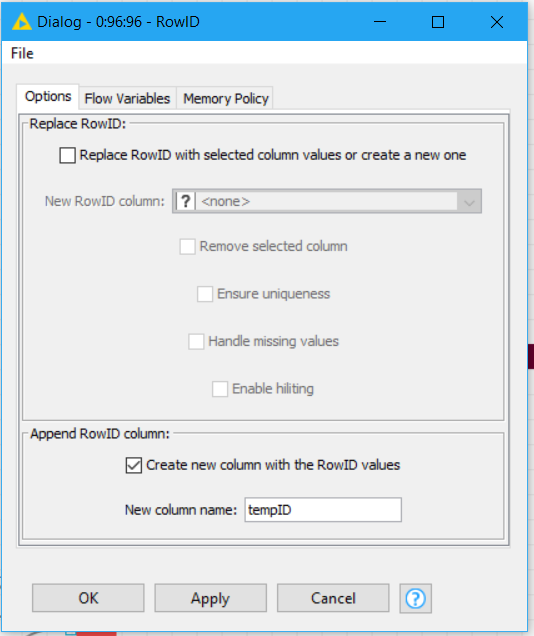 Dialog - 0:96:96 - RowID
File
Options Flow Variables Memory Policy
Replace RowID:
Replace RowID with selected column values or create a new one
New RowID column: ? <none>
Remove selected column
Ensure uniqueness
Handle missing values
Enable hiliting
Append RowID column:
Create new column with the RowID values
New column name: tempID
OK Apply Cancel ?